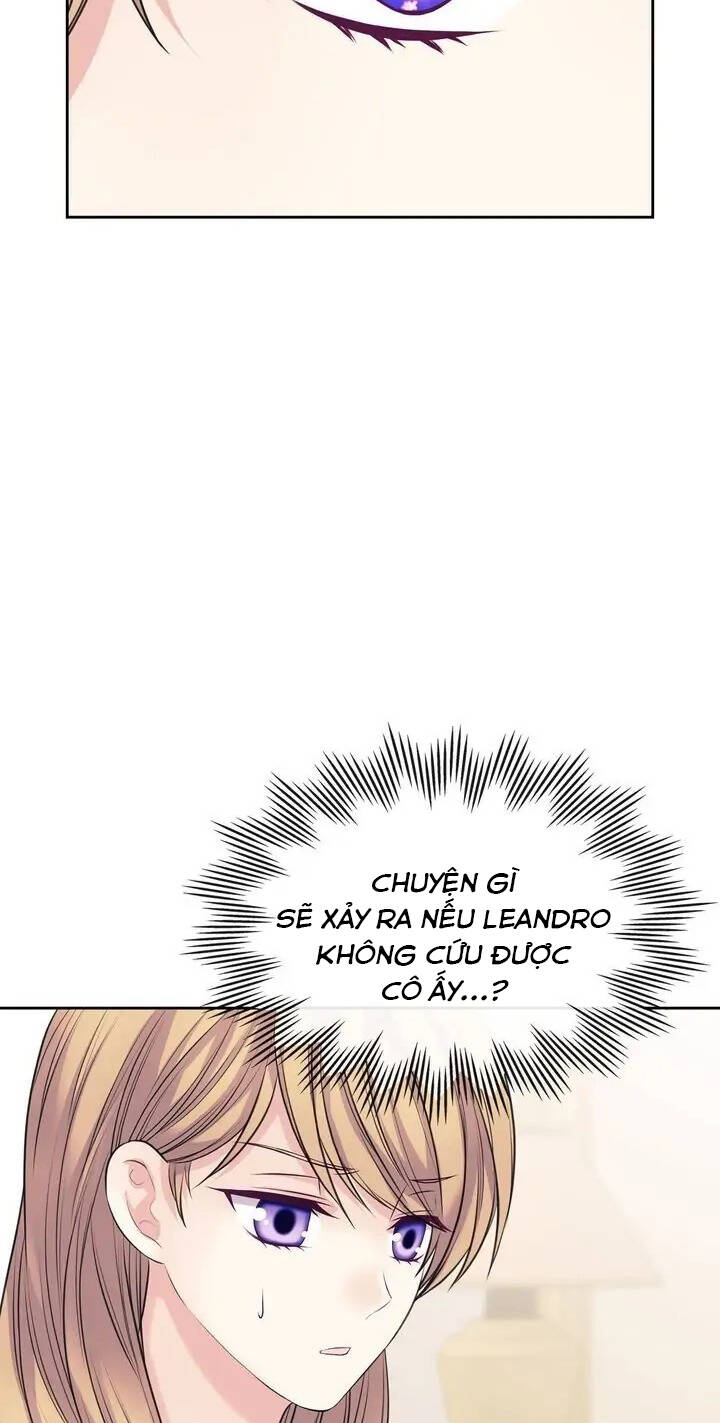 CHUYỆN GÌ
SẼ XẢY RA NẾU LEANDRO
KHÔNG CỨU ĐƯỢC
CÔ ẤY...?